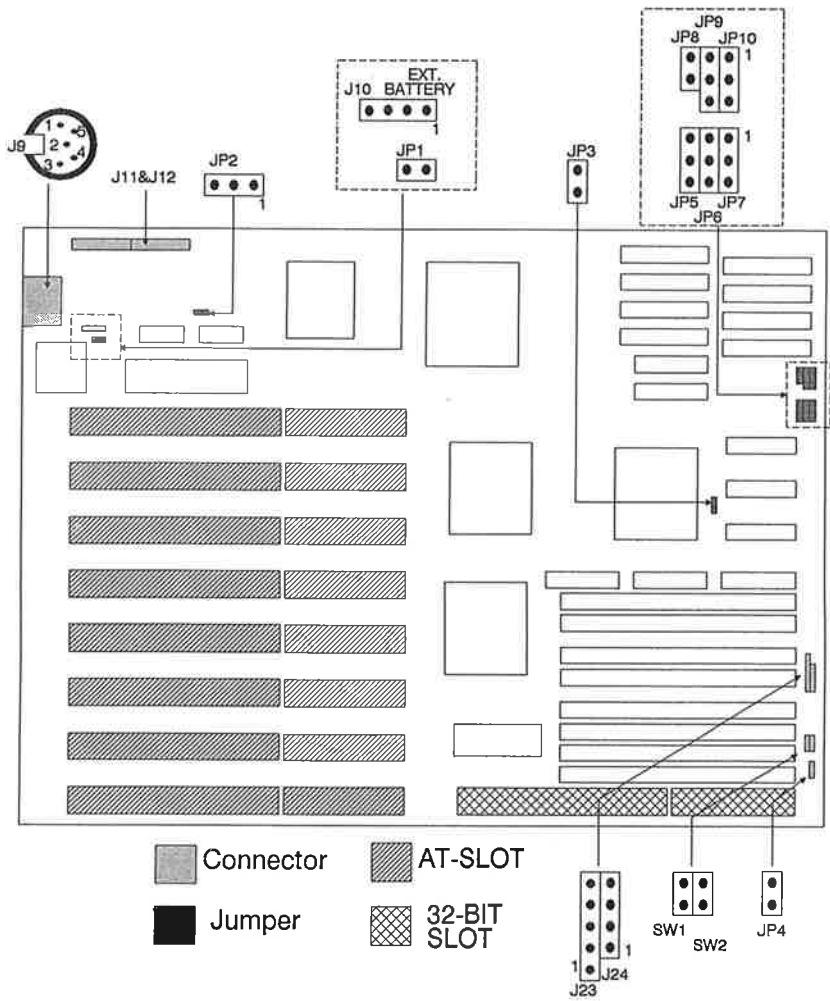 JP9
JP8 JP10
1
EXT.
J10 BATTERY
1
JP1
J9
1
5
2
4
3
J11&J12
JP2
1
JP3
1
JP5 JP7
JP6
Connector
AT-SLOT
Jumper
32-BIT
SLOT
1
J23
1
J24
SW1
SW2
JP4